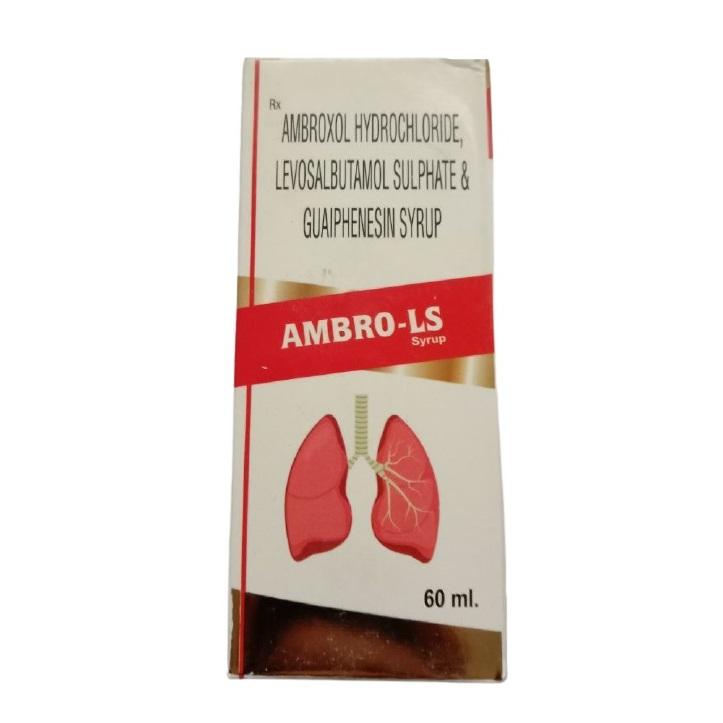 Rx
AMBROXOL HYDROCHLORIDE,
LEVOSALBUTAMOL SULPHATE &
GUAIPHENESIN SYRUP
AMBRO-LS
Syrup
60 ml.